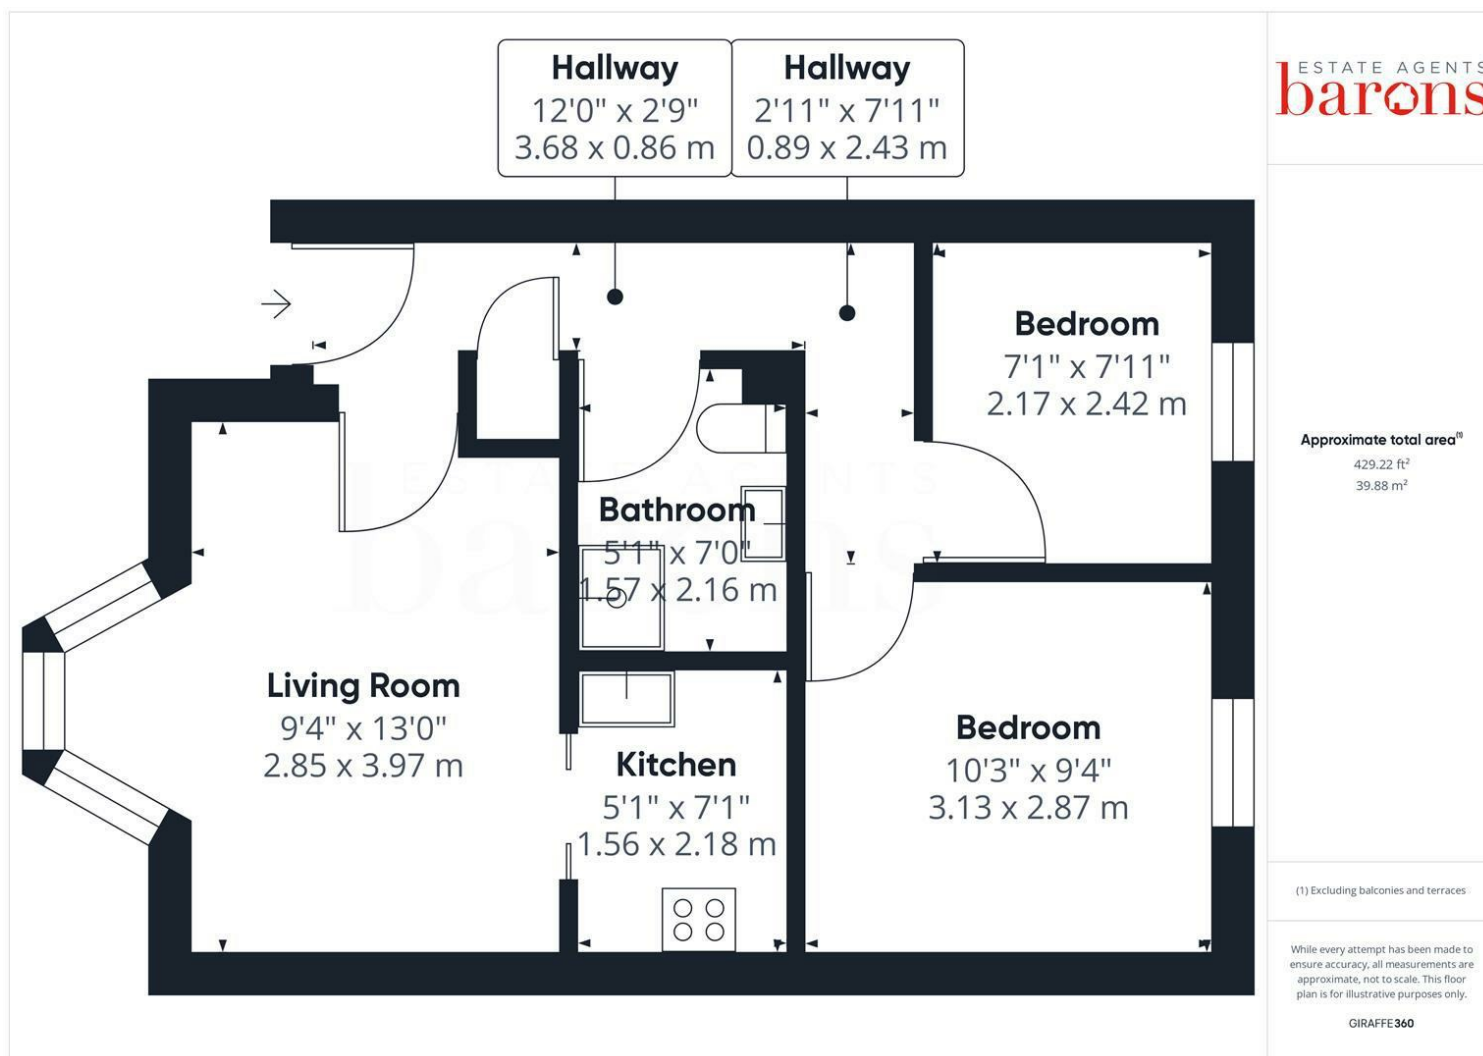 Hallway
12'0" x 2'9"
3.68 x 0.86 m
Hallway
2'11" x 7'11"
0.89 x 2.43 m
ESTATE AGENTS
barons
Bedroom
7'1" x 7'11"
2.17 x 2.42 m
Approximate total area(1)
429.22 ft²
39.88 m²
ESTATE AGENTS
barons
Bathroom
5'1" x 7'0"
1.57 x 2.16 m
Living Room
9'4" x 13'0"
2.85 x 3.97 m
Kitchen
5'1" x 7'1"
1.56 x 2.18 m
Bedroom
10'3" x 9'4"
3.13 x 2.87 m
(1) Excluding balconies and terraces
While every attempt has been made to
ensure accuracy, all measurements are
approximate, not to scale. This floor
plan is for illustrative purposes only.
GIRAFFE360